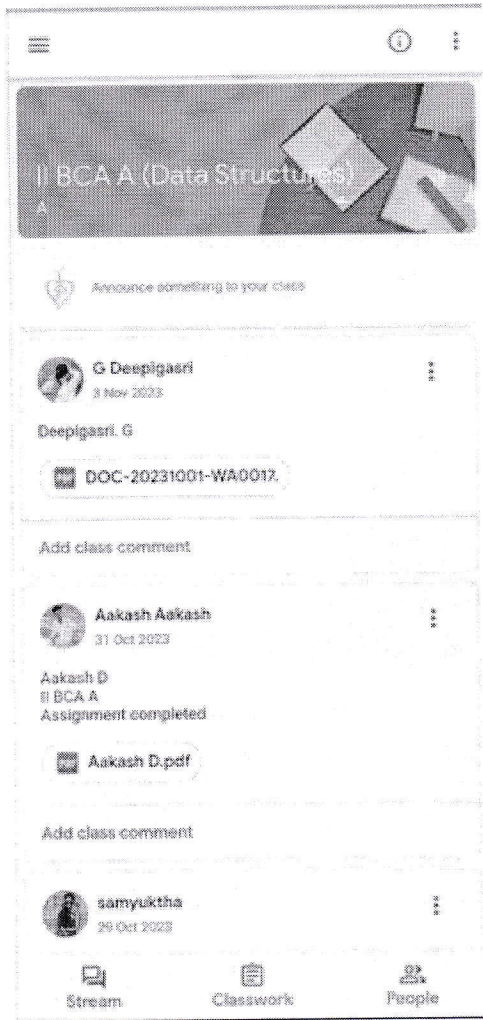 II BCA A (Data Structures)
A
Announce something to your class
G Deepigasri
3 Nov 2023
Deepigasri. G
DOC-20231001-WA0017.
Add class comment
Aakash Aakash
31 Oct 2023
Aakash D
II BCA A
Assignment completed
Aakash D.pdf
Add class comment
samyuktha
29 Oct 2023
Stream
Classwork
People